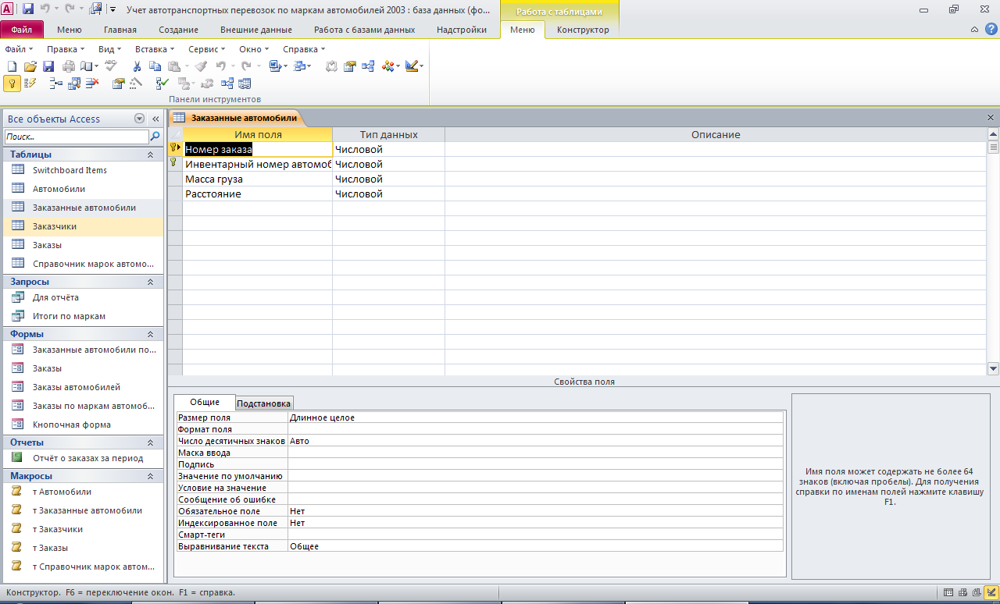 Учет автотранспортных перевозок по маркам автомобилей 2003 : база данных (фо...
Работа с таблицами
Файл Меню Главная Создание Внешние данные Работа с базами данных Надстройки Меню Конструктор
Файл Правка Вид Вставка Сервис Окно Справка
Панели инструментов
Все объекты Access
Поиск...
Таблицы
Switchboard Items
Автомобили
Заказанные автомобили
Заказчики
Заказы
Справочник марок автомо...
Запросы
Для отчёта
Итоги по маркам
Формы
Заказанные автомобили по...
Заказы
Заказы автомобилей
Заказы по маркам автомоб...
Кнопочная форма
Отчеты
Отчёт о заказах за период
Макросы
т Автомобили
т Заказанные автомобили
т Заказчики
т Заказы
т Справочник марок автом...
Заказанные автомобили
Имя поля Тип данных Описание
Номер заказа Числовой
Инвентарный номер автомоб Числовой
Масса груза Числовой
Расстояние Числовой
Свойства поля
Общие Подстановка
Размер поля Длинное целое
Формат поля
Число десятичных знаков Авто
Маска ввода
Подпись
Значение по умолчанию
Условие на значение
Сообщение об ошибке
Обязательное поле Нет
Индексированное поле Нет
Смарт-теги
Выравнивание текста Общее
Имя поля может содержать не более 64
знаков (включая пробелы). Для получения
справки по именам полей нажмите клавишу
F1.
Конструктор. F6 = переключение окон. F1 = справка.